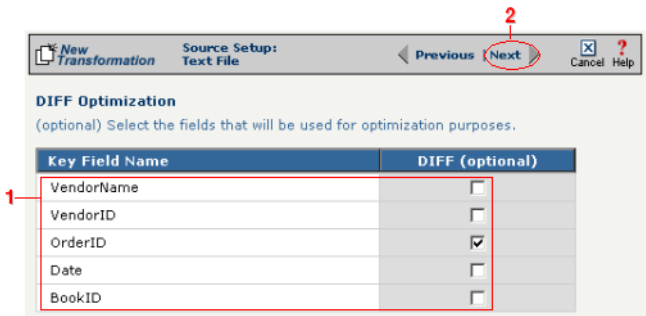 2
New Transformation
Source Setup:
Text File
Previous
Next
Cancel
Help
DIFF Optimization
(optional) Select the fields that will be used for optimization purposes.
Key Field Name DIFF (optional)
1
VendorName
VendorID
OrderID
Date
BookID